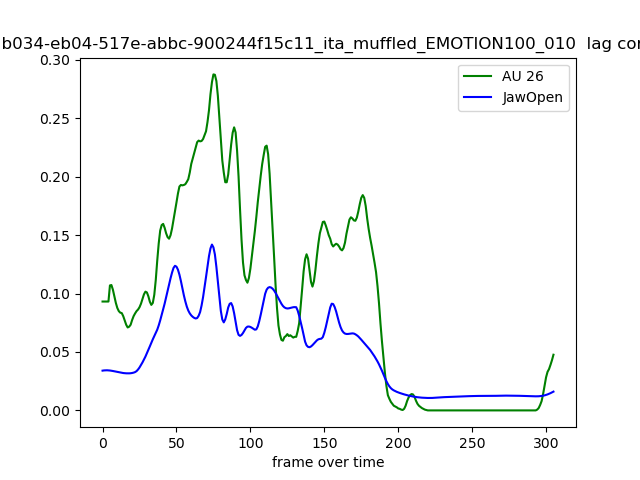 b034-eb04-517e-abbc-900244f15c11_ita_muffled_EMOTION100_010 lag
0.30
0.25
0.20
0.15
0.10
0.05
0.00
AU 26
JawOpen
0 50 100 150 200 250 300
frame over time